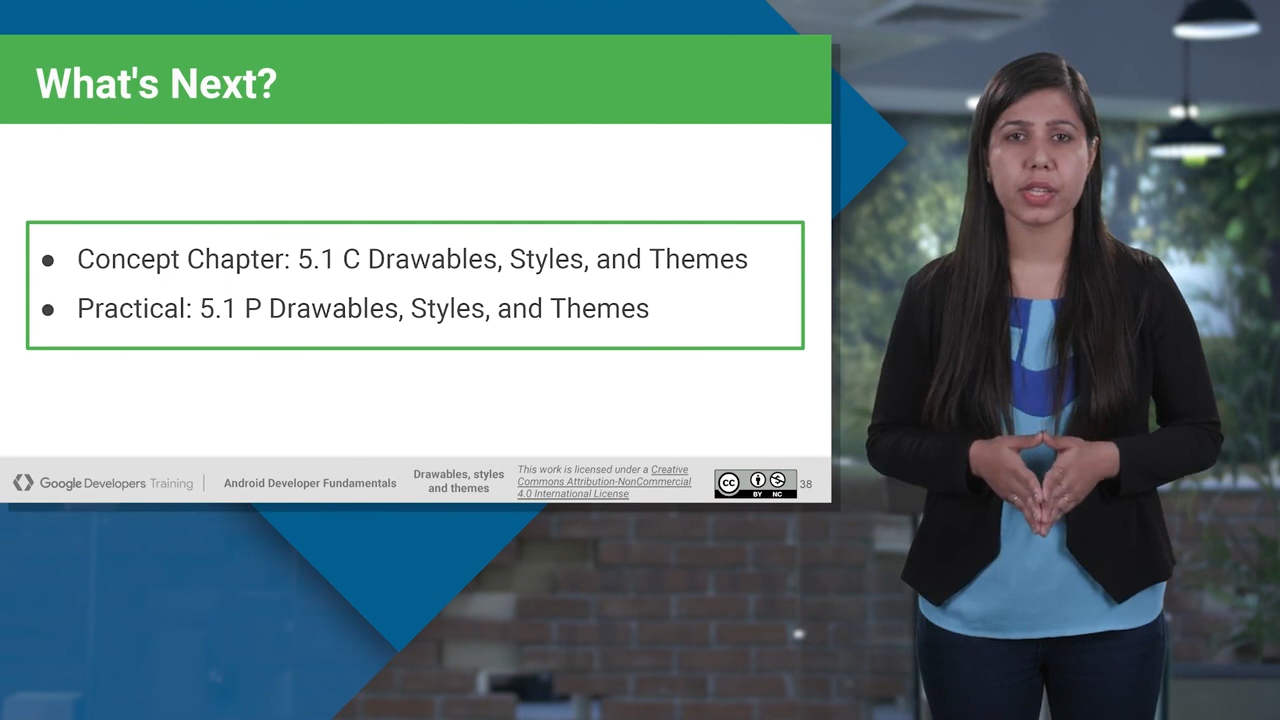 What's Next?
● Concept Chapter: 5.1 C Drawables, Styles, and Themes
● Practical: 5.1 P Drawables, Styles, and Themes
Google Developers Training
Android Developer Fundamentals
Drawables, styles
and themes
This work is licensed under a Creative
Commons Attribution-NonCommercial
4.0 International License
cc
BY NC
38